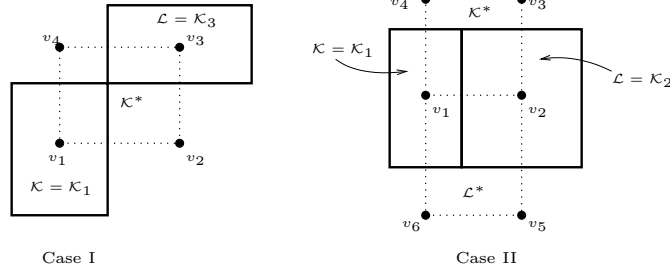 𝓛 = 𝓚₃
v₄
v₃
𝓚*
v₁
v₂
𝓚 = 𝓚₁
Case I
v₄
𝓚*
v₃
𝓚 = 𝓚₁
𝓛 = 𝓚₂
v₁
v₂
𝓛*
v₆
v₅
Case II